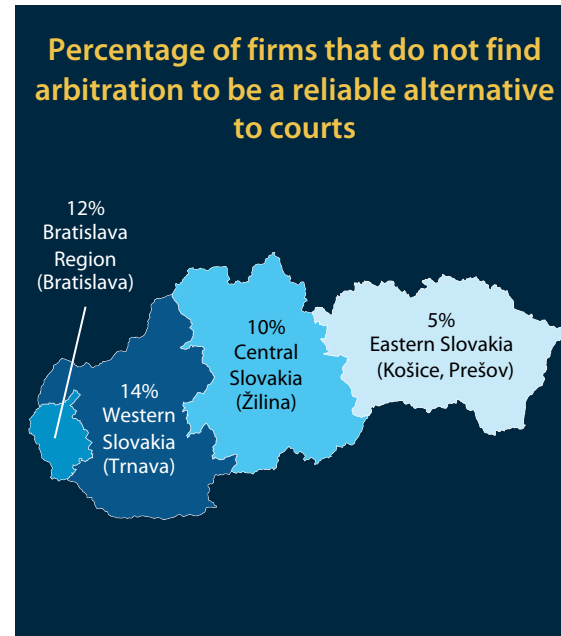 Percentage of firms that do not find
arbitration to be a reliable alternative
to courts
12%
Bratislava
Region
(Bratislava)
14%
Western
Slovakia
(Trnava)
10%
Central
Slovakia
(Žilina)
5%
Eastern Slovakia
(Košice, Prešov)